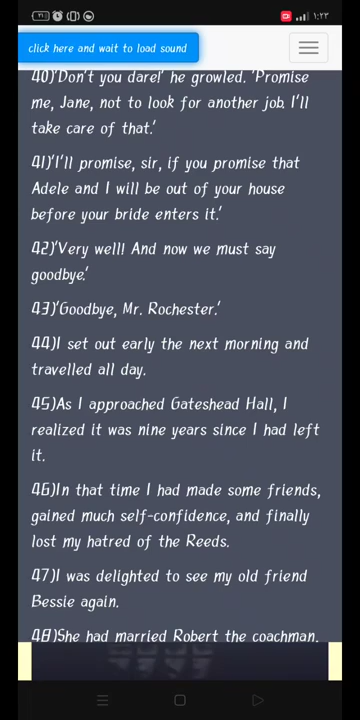 ۱:۲۳
click here and wait to load sound
40)'Don't you dare!' he growled. 'Promise
me, Jane, not to look for another job. I'll
take care of that.'
41)'I'll promise, sir, if you promise that
Adele and I will be out of your house
before your bride enters it.'
42)'Very well! And now we must say
goodbye.'
43)'Goodbye, Mr. Rochester.'
44)I set out early the next morning and
travelled all day.
45)As I approached Gateshead Hall, I
realized it was nine years since I had left
it.
46)In that time I had made some friends,
gained much self-confidence, and finally
lost my hatred of the Reeds.
47)I was delighted to see my old friend
Bessie again.
48)She had married Robert the coachman,